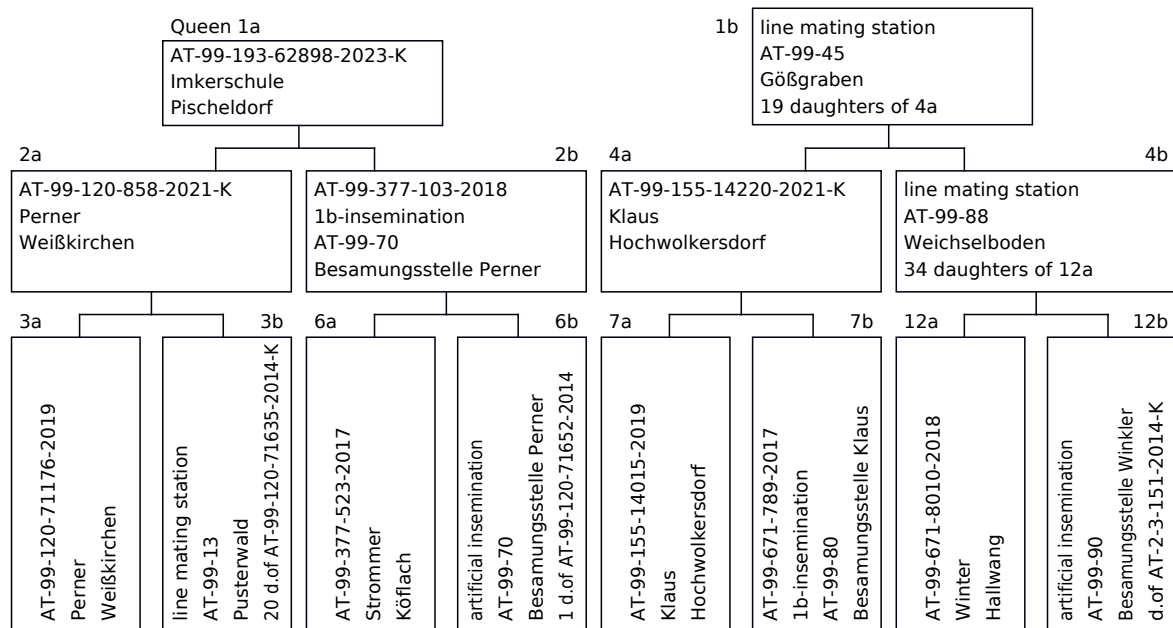 Queen 1a
AT-99-193-62898-2023-K
Imkerschule
Pischeldorf
1b
line mating station
AT-99-45
Gößgraben
19 daughters of 4a
2a
AT-99-120-858-2021-K
Perner
Weißkirchen
2b
AT-99-377-103-2018
1b-insemination
AT-99-70
Besamungsstelle Perner
4a
AT-99-155-14220-2021-K
Klaus
Hochwolkersdorf
4b
line mating station
AT-99-88
Weichselboden
34 daughters of 12a
3a
AT-99-120-71176-2019
Perner
Weißkirchen
3b
line mating station
AT-99-13
Pusterwald
20 d.of AT-99-120-71635-2014-K
6a
AT-99-377-523-2017
Strommer
Köflach
6b
artificial insemination
AT-99-70
Besamungsstelle Perner
1 d.of AT-99-120-71652-2014
7a
AT-99-155-14015-2019
Klaus
Hochwolkersdorf
7b
AT-99-671-789-2017
1b-insemination
AT-99-80
Besamungsstelle Klaus
12a
AT-99-671-8010-2018
Winter
Hallwang
12b
artificial insemination
AT-99-90
Besamungsstelle Winkler
d.of AT-2-3-151-2014-K